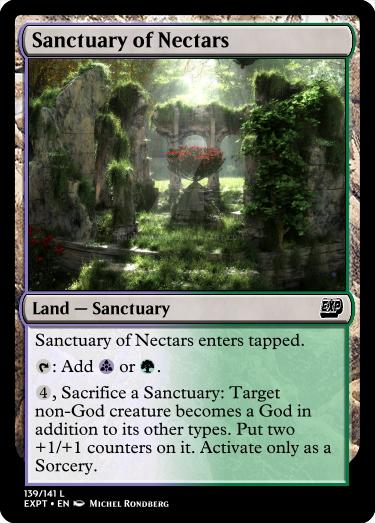 Sanctuary of Nectars
Land — Sanctuary
EXP
Sanctuary of Nectars enters tapped.
: Add or .
4, Sacrifice a Sanctuary: Target
non-God creature becomes a God in
addition to its other types. Put two
+1/+1 counters on it. Activate only as a
Sorcery.
139/141 L
EXPT • EN Michel Rondberg